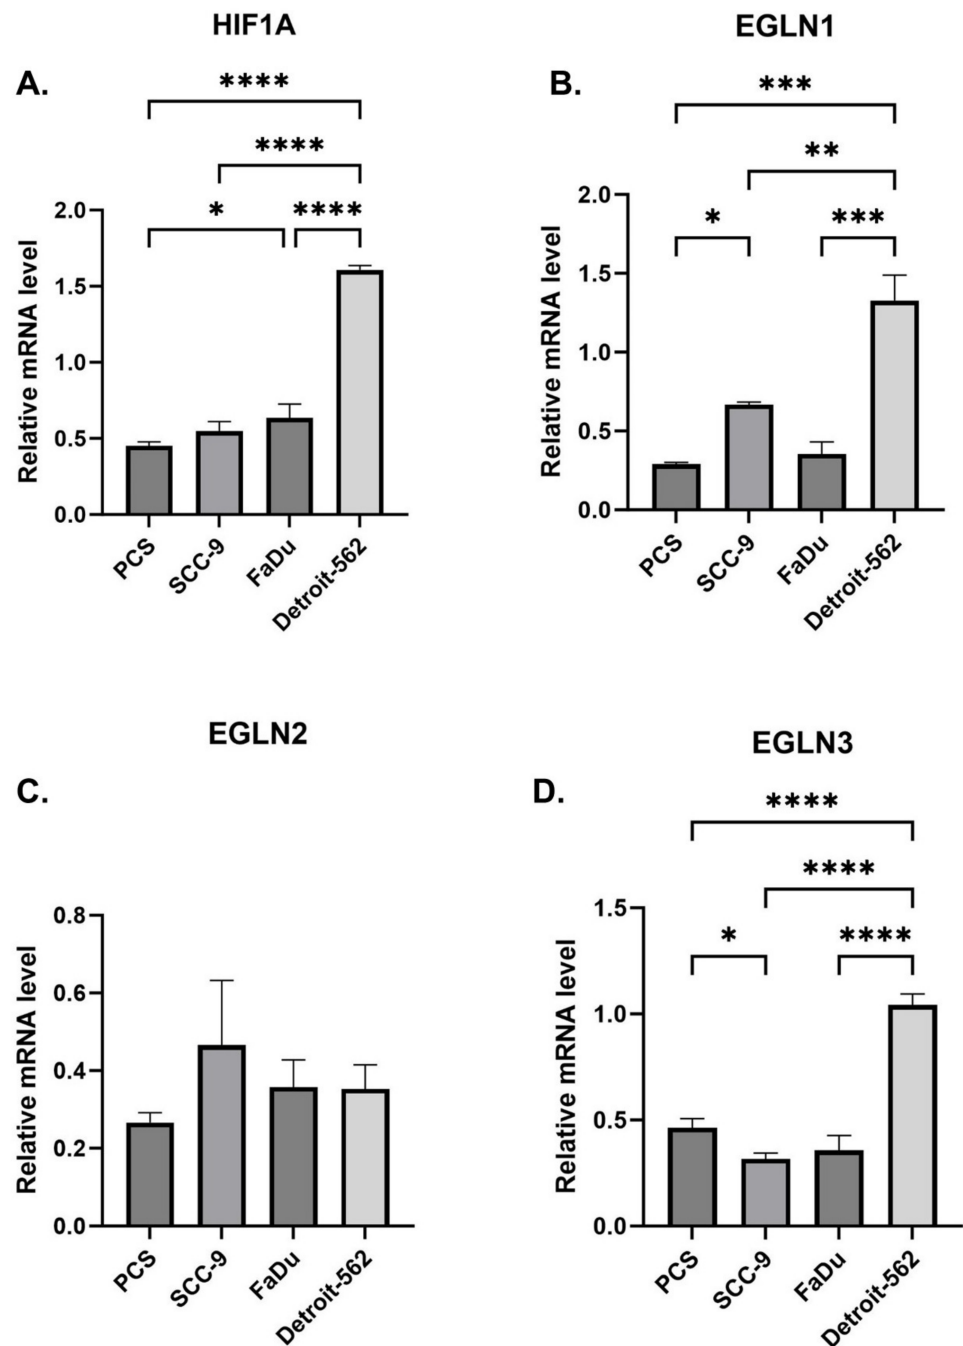 HIF1A
A.
****
****
*
****
Relative mRNA level
2.0
1.5
1.0
0.5
0.0
PCS
SCC-9
FaDu
Detroit-562
EGLN1
B.
***
**
*
***
Relative mRNA level
2.0
1.5
1.0
0.5
0.0
PCS
SCC-9
FaDu
Detroit-562
EGLN2
C.
Relative mRNA level
0.8
0.6
0.4
0.2
0.0
PCS
SCC-9
FaDu
Detroit-562
EGLN3
D.
****
****
*
****
Relative mRNA level
1.5
1.0
0.5
0.0
PCS
SCC-9
FaDu
Detroit-562